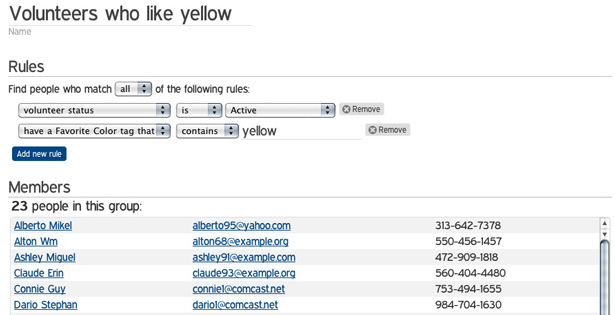 Volunteers who like yellow
Name
Rules
Find people who match all of the following rules:
volunteer status is Active Remove
have a Favorite Color tag that contains yellow Remove
Add new rule
Members
23 people in this group:
Alberto Mikel alberto95@yahoo.com 313-642-7378
Alton Wm alton68@example.org 550-456-1457
Ashley Miguel ashley91@example.com 472-909-1818
Claude Erin claude93@example.org 560-404-4480
Connie Guy connie1@comcast.net 753-494-1655
Dario Stephan dario1@comcast.net 984-704-1630